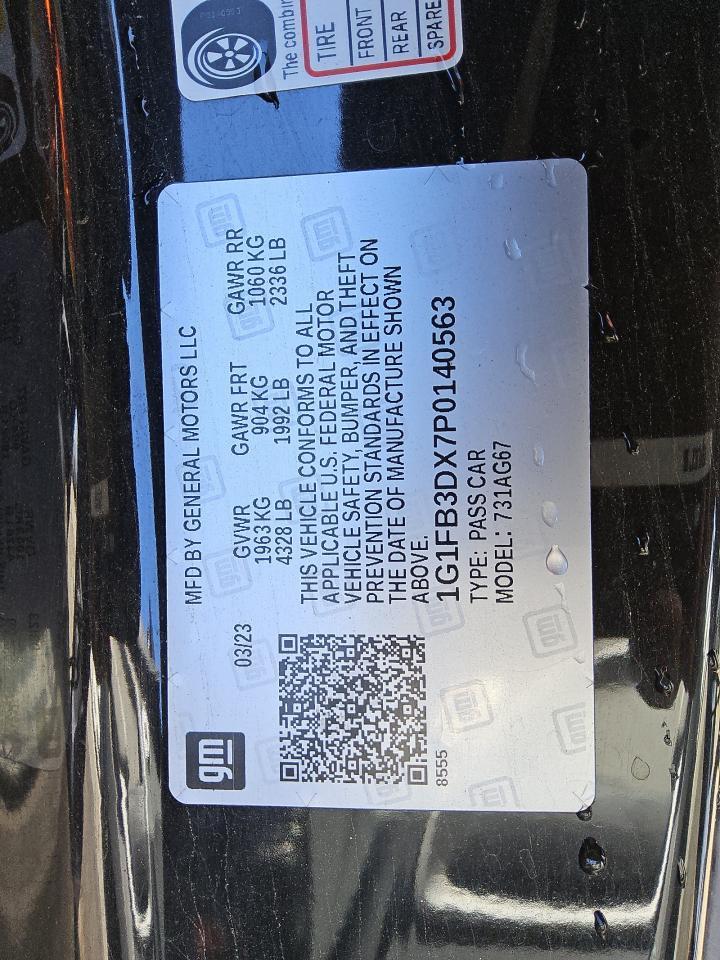 The combin
TIRE
FRONT
REAR
SPARE
gm
03/23
MFD BY GENERAL MOTORS LLC
GVWR GAWR FRT GAWR RR
1963 KG 904 KG 1060 KG
4328 LB 1992 LB 2336 LB
THIS VEHICLE CONFORMS TO ALL
APPLICABLE U.S. FEDERAL MOTOR
VEHICLE SAFETY, BUMPER, AND THEFT
PREVENTION STANDARDS IN EFFECT ON
THE DATE OF MANUFACTURE SHOWN
ABOVE.
1G1FB3DX7P0140563
TYPE: PASS CAR
MODEL: 731AG67
8555